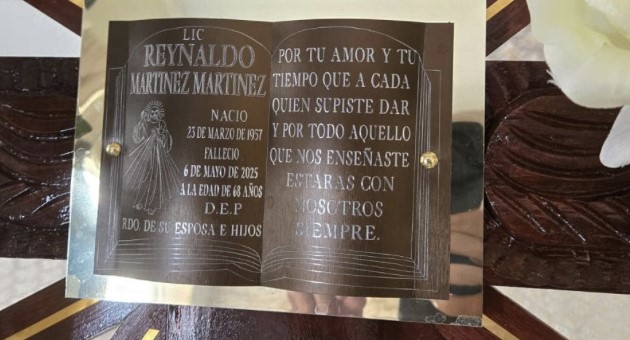 LIC
REYNALDO
MARTINEZ MARTINEZ
NACIO
23 DE MARZO DE 1957
FALLECIO
6 DE MAYO DE 2025
A LA EDAD DE 68 AÑOS
D.E.P
RDO. DE SU ESPOSA E HIJOS
POR TU AMOR Y TU
TIEMPO QUE A CADA
QUIEN SUPISTE DAR
Y POR TODO AQUELLO
QUE NOS ENSEÑASTE
ESTARAS CON
NOSOTROS
SIEMPRE.